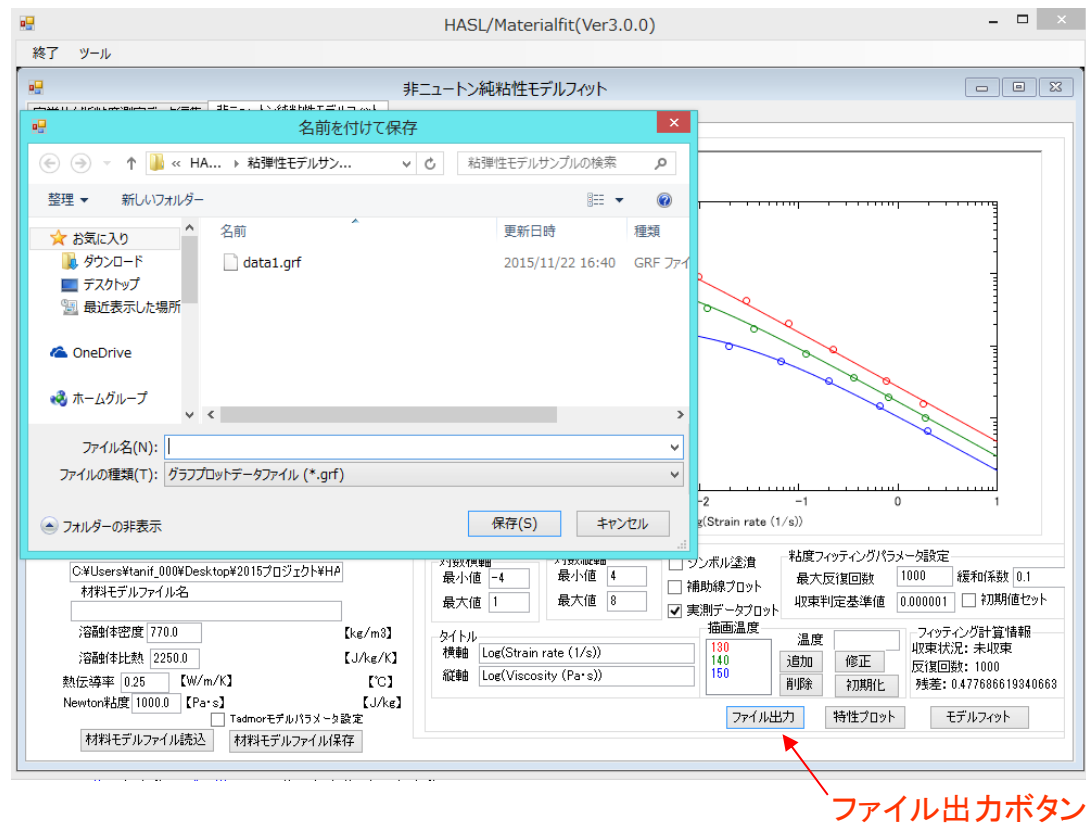 HASL/Materialfit(Ver3.0.0)
終了 ツール
非ニュートン純粘性モデルフィット
名前を付けて保存
« HA... 粘弾性モデルサン...
粘弾性モデルサンプルの検索
整理 新しいフォルダー
お気に入り
ダウンロード
デスクトップ
最近表示した場所
OneDrive
ホームグループ
名前 更新日時 種類
data1.grf 2015/11/22 16:40 GRF ファイ
ファイル名(N):
ファイルの種類(T): グラフプロットデータファイル (*.grf)
フォルダーの非表示
保存(S) キャンセル
-2 -1 0 1
(Strain rate (1/s))
C:¥Users¥tanif_000¥Desktop¥2015プロジェクト¥HA
材料モデルファイル名
溶融体密度 770.0 【kg/m3】
溶融体比熱 2250.0 【J/kg/K】
熱伝導率 0.25 【W/m/K】 【℃】
Newton粘度 1000.0 【Pa・s】 【J/kg】
Tadmorモデルパラメータ設定
材料モデルファイル読込 材料モデルファイル保存
対数横軸
最小値 -4
最大値 1
対数縦軸
最小値 4
最大値 8
シンボル塗潰
補助線プロット
実測データプロット
粘度フィッティングパラメータ設定
最大反復回数 1000 緩和係数 0.1
収束判定基準値 0.000001 初期値セット
タイトル
横軸 Log(Strain rate (1/s))
縦軸 Log(Viscosity (Pa・s))
描画温度
130
140
150
温度
追加 修正
削除 初期化
フィッティング計算情報
収束状況: 未収束
反復回数: 1000
残差: 0.477686619340663
ファイル出力 特性プロット モデルフィット
ファイル出力ボタン